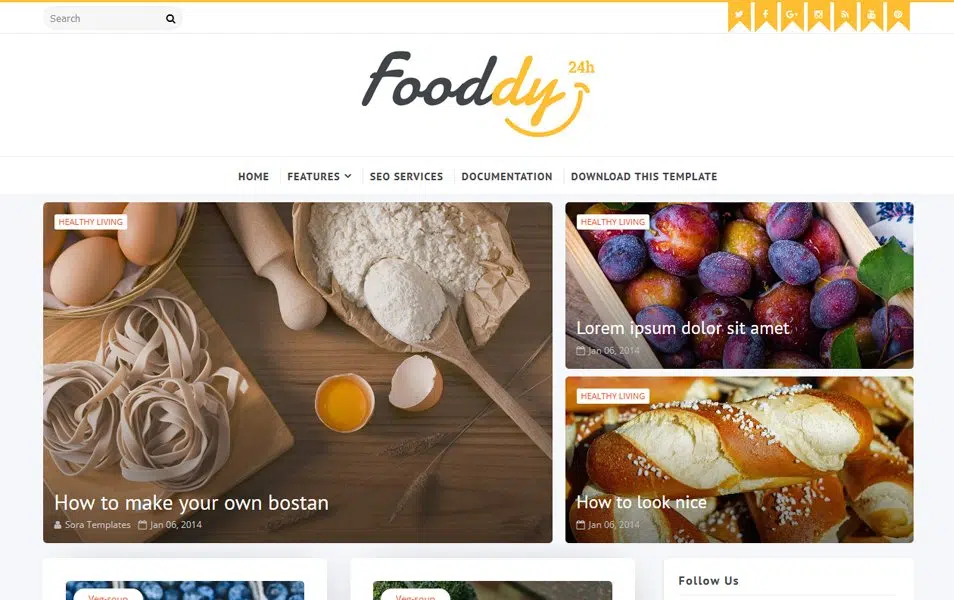 Search
Fooddy 24h
HOME FEATURES SEO SERVICES DOCUMENTATION DOWNLOAD THIS TEMPLATE
HEALTHY LIVING
How to make your own bostan
Sora Templates Jan 06, 2014
HEALTHY LIVING
Lorem ipsum dolor sit amet
Jan 06, 2014
HEALTHY LIVING
How to look nice
Jan 06, 2014
Veg-soup
Veg-soup
Follow Us